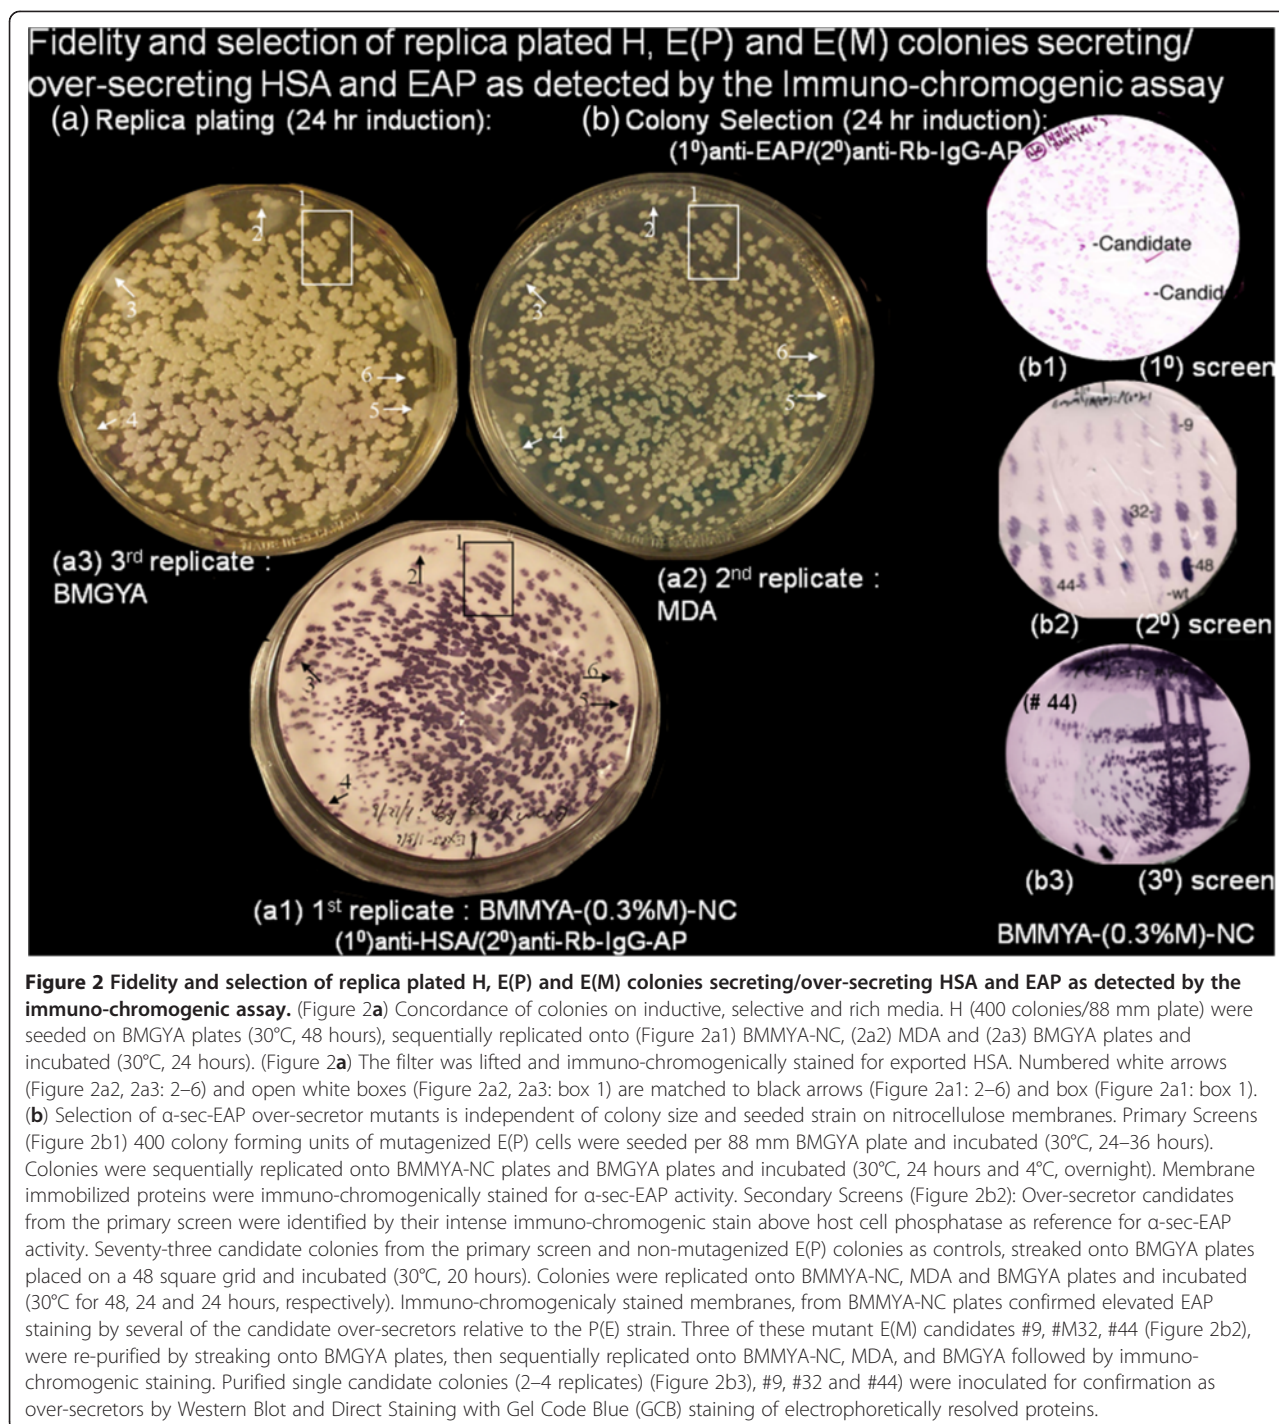 Fidelity and selection of replica plated H, E(P) and E(M) colonies secreting/
over-secreting HSA and EAP as detected by the Immuno-chromogenic assay
(a) Replica plating (24 hr induction):
(b) Colony Selection (24 hr induction):
(1⁰)anti-EAP/(2⁰)anti-Rb-IgG-AP
1
2
3
4
5
6
1
2
3
4
5
6
-Candidate
--Candid
(b1) (1⁰) screen
-9
32-
44-
-48
-wt
(b2) (2⁰) screen
(a3) 3rd replicate :
BMGYA
(a2) 2nd replicate :
MDA
1
2
3
4
5
6
(# 44)
(b3) (3⁰) screen
BMMYA-(0.3%M)-NC
(a1) 1st replicate : BMMYA-(0.3%M)-NC
(1⁰)anti-HSA/(2⁰)anti-Rb-IgG-AP
Figure 2 Fidelity and selection of replica plated H, E(P) and E(M) colonies secreting/over-secreting HSA and EAP as detected by the
immuno-chromogenic assay. (Figure 2a) Concordance of colonies on inductive, selective and rich media. H (400 colonies/88 mm plate) were
seeded on BMGYA plates (30°C, 48 hours), sequentially replicated onto (Figure 2a1) BMMYA-NC, (2a2) MDA and (2a3) BMGYA plates and
incubated (30°C, 24 hours). (Figure 2a) The filter was lifted and immuno-chromogenically stained for exported HSA. Numbered white arrows
(Figure 2a2, 2a3: 2–6) and open white boxes (Figure 2a2, 2a3: box 1) are matched to black arrows (Figure 2a1: 2–6) and box (Figure 2a1: box 1).
(b) Selection of α-sec-EAP over-secretor mutants is independent of colony size and seeded strain on nitrocellulose membranes. Primary Screens
(Figure 2b1) 400 colony forming units of mutagenized E(P) cells were seeded per 88 mm BMGYA plate and incubated (30°C, 24–36 hours).
Colonies were sequentially replicated onto BMMYA-NC plates and BMGYA plates and incubated (30°C, 24 hours and 4°C, overnight). Membrane
immobilized proteins were immuno-chromogenically stained for α-sec-EAP activity. Secondary Screens (Figure 2b2): Over-secretor candidates
from the primary screen were identified by their intense immuno-chromogenic stain above host cell phosphatase as reference for α-sec-EAP
activity. Seventy-three candidate colonies from the primary screen and non-mutagenized E(P) colonies as controls, streaked onto BMGYA plates
placed on a 48 square grid and incubated (30°C, 20 hours). Colonies were replicated onto BMMYA-NC, MDA and BMGYA plates and incubated
(30°C for 48, 24 and 24 hours, respectively). Immuno-chromogenicaly stained membranes, from BMMYA-NC plates confirmed elevated EAP
staining by several of the candidate over-secretors relative to the P(E) strain. Three of these mutant E(M) candidates #9, #M32, #44 (Figure 2b2),
were re-purified by streaking onto BMGYA plates, then sequentially replicated onto BMMYA-NC, MDA, and BMGYA followed by immuno-
chromogenic staining. Purified single candidate colonies (2–4 replicates) (Figure 2b3), #9, #32 and #44) were inoculated for confirmation as
over-secretors by Western Blot and Direct Staining with Gel Code Blue (GCB) staining of electrophoretically resolved proteins.